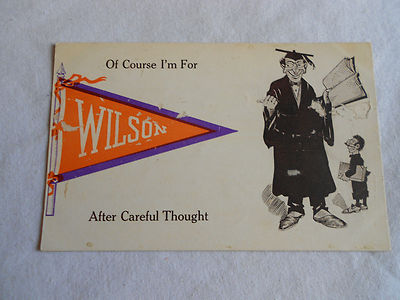 Of Course I'm For
WILSON
After Careful Thought